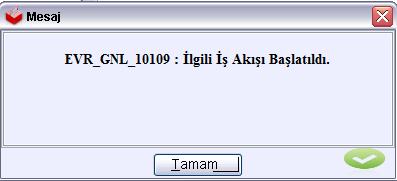 Mesaj
EVR_GNL_10109 : İlgili İş Akışı Başlatıldı.
Tamam